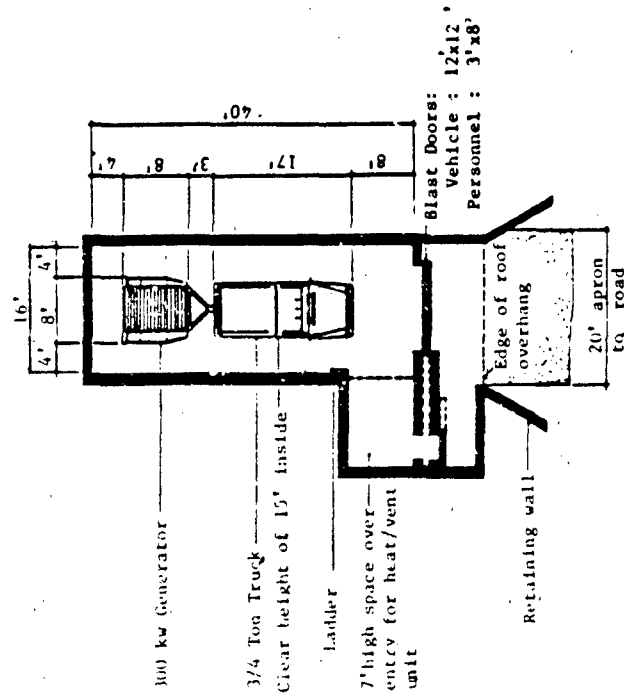 16'
4' 8' 4'
4'
8'
3'
17'
8'
40'
300 kw Generator
3/4 Ton Truck
Clear height of 15' inside
Ladder
7' high space over
entry for heat/vent
unit
Retaining wall
Blast Doors:
Vehicle : 12'x12'
Personnel : 3'x8'
Edge of roof
overhang
20' apron
to road